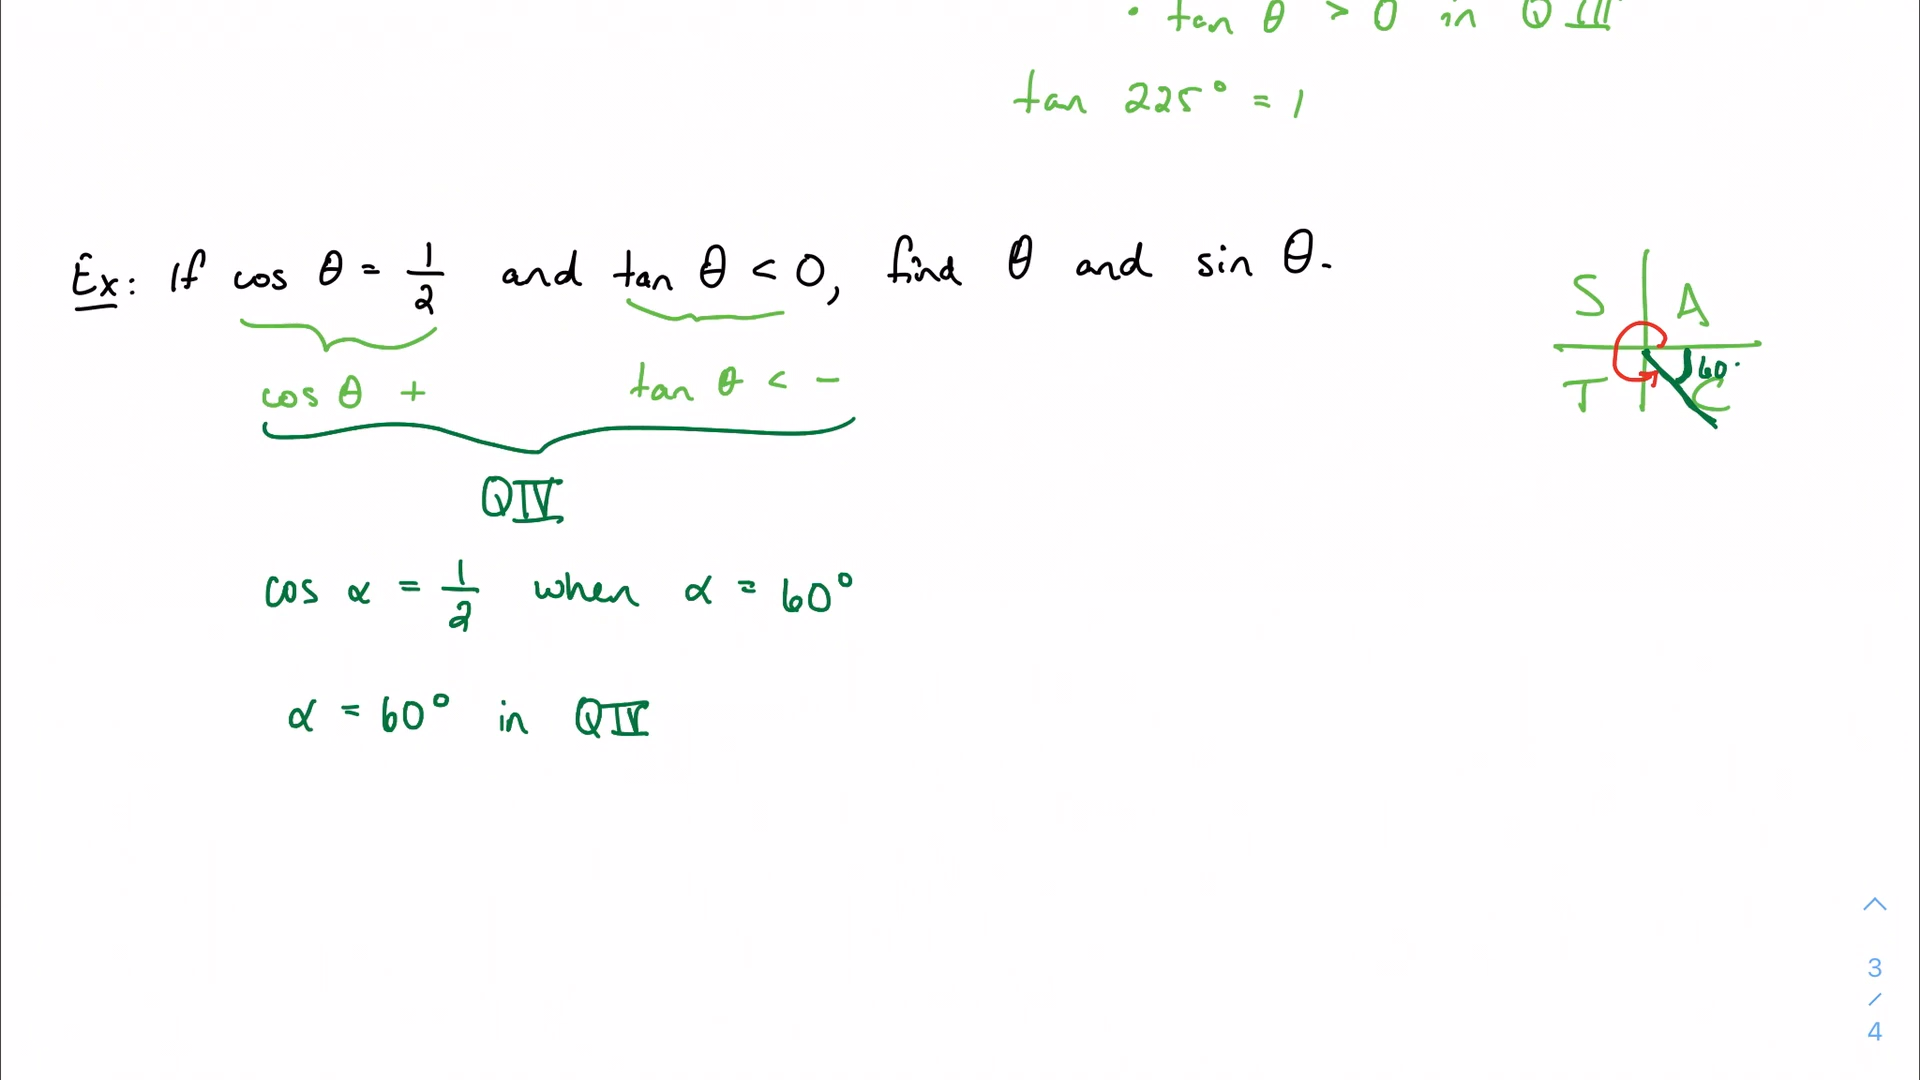 • tan θ > 0 in Q III
tan 225° = 1
Ex: If cos θ = 1/2 and tan θ < 0, find θ and sin θ.
S A
T C
60°
cos θ + tan θ < −
QIV
cos α = 1/2 when α = 60°
α = 60° in QIV
3
/
4